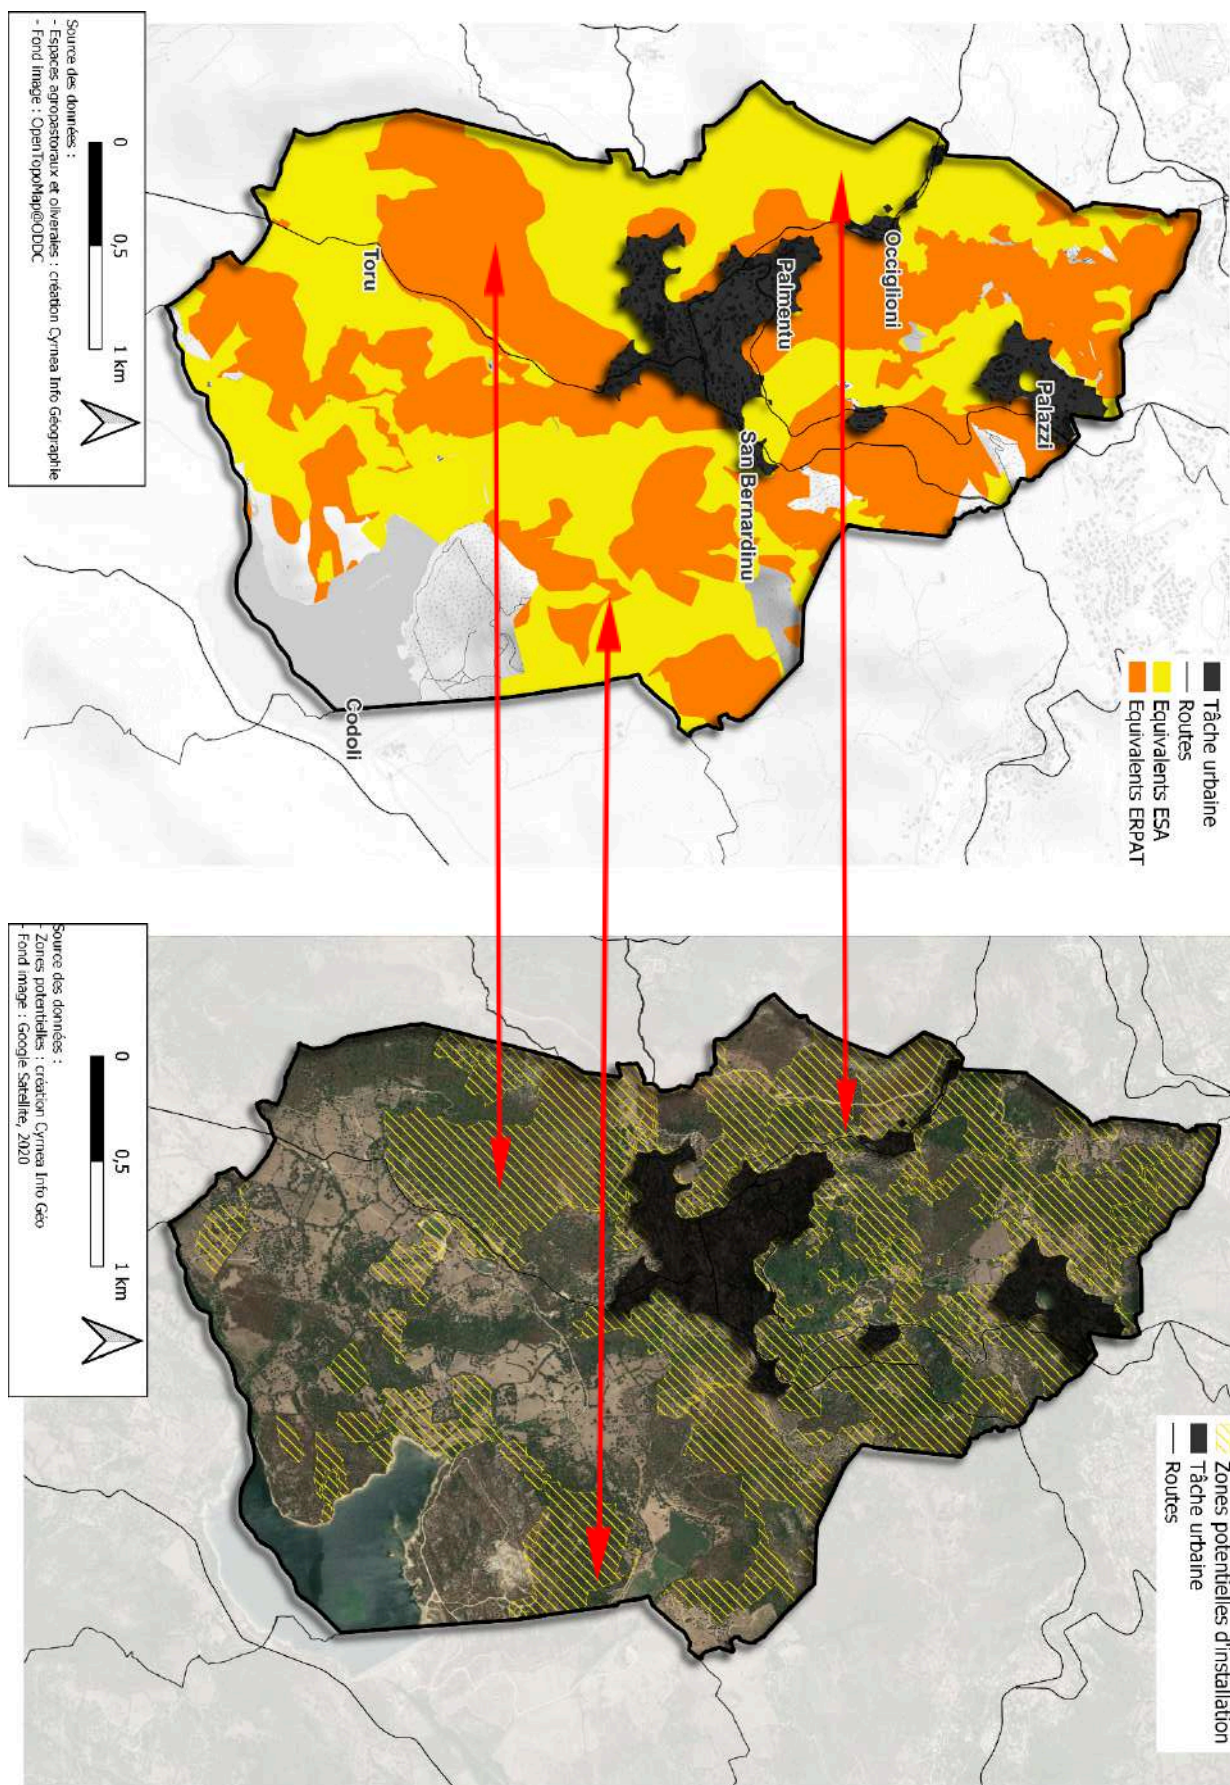 Tâche urbaine
Routes
Equivalents ESA
Equivalents ERPAT
Palazzi
Occiglioni
Palmentu
San Bernardinu
Toru
Codoli
0 0,5 1 km
Source des données :
- Espaces agropastoraux et oliveraies : création Cyrnea Info Géographie
- Fond image : OpenTopoMap@ODDC
Zones potentielles d'installation
Tâche urbaine
Routes
0 0,5 1 km
Source des données :
- Zones potentielles : création Cyrnea Info Géo
- Fond image : Google Satellite, 2020